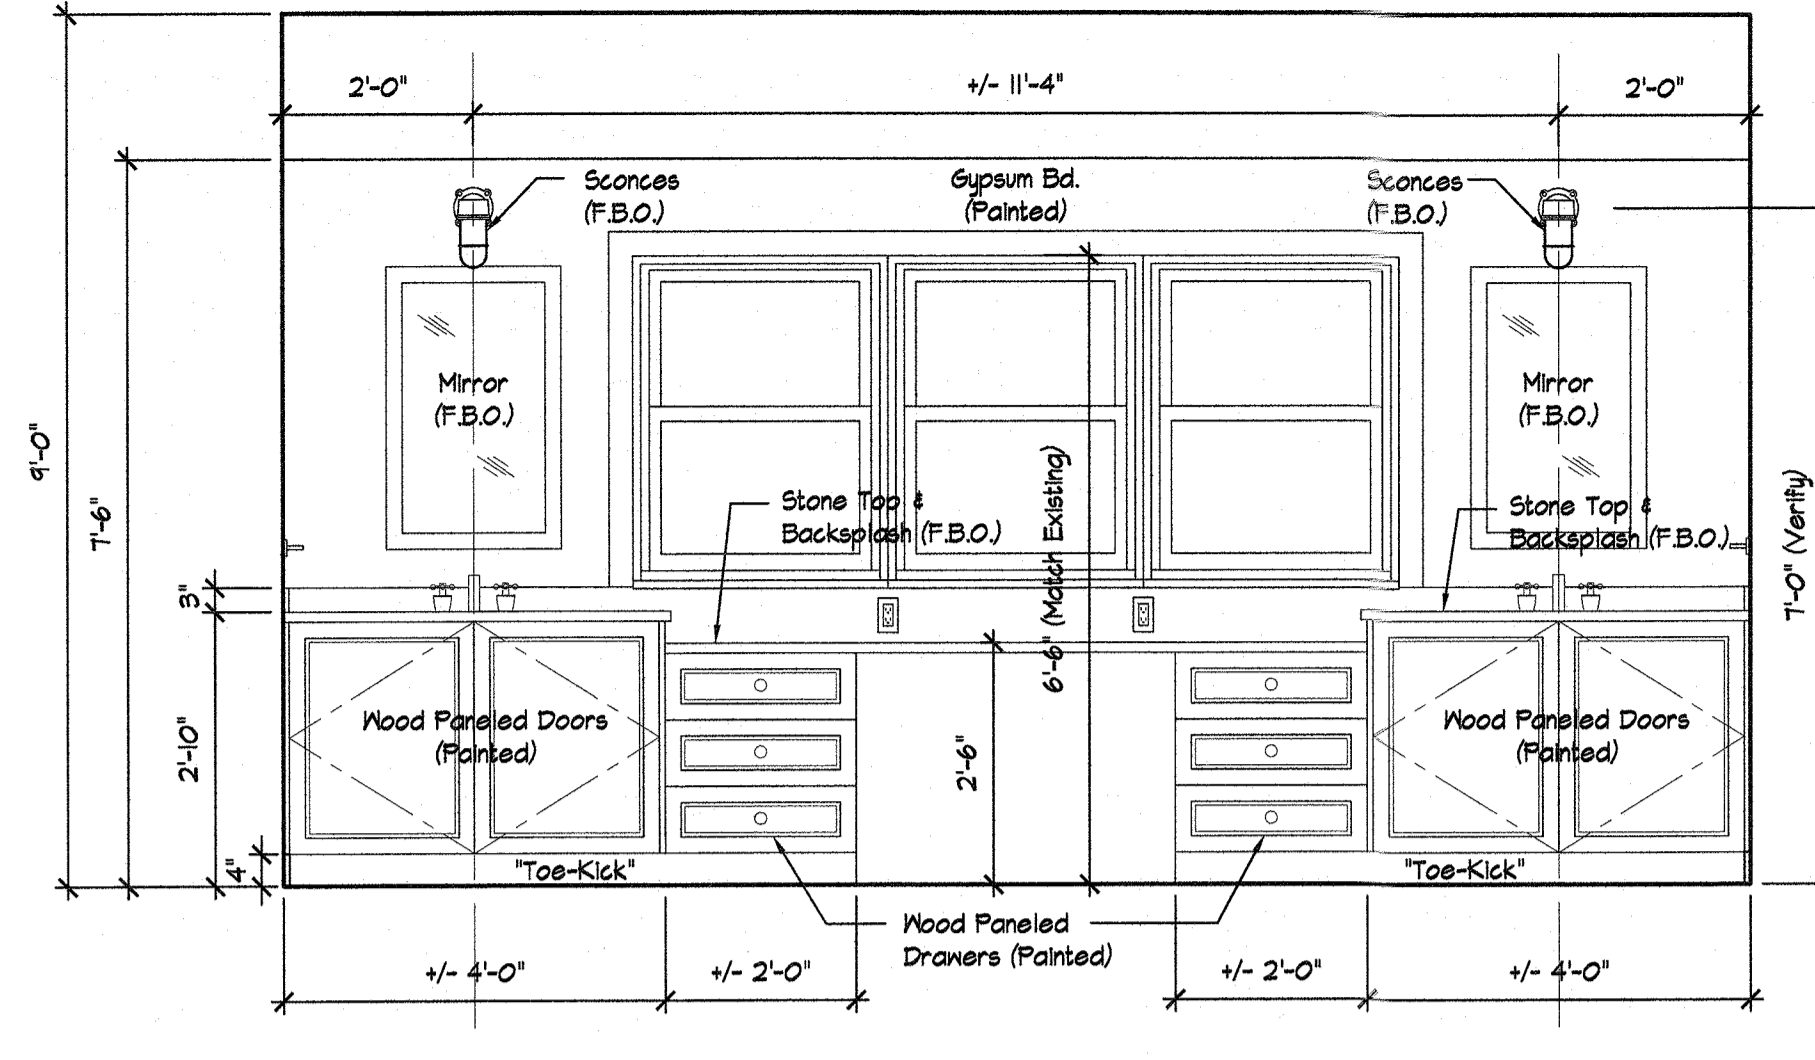 2'-0"
+/- 11'-4"
2'-0"
Sconces
(F.B.O.)
Gypsum Bd.
(Painted)
Sconces
(F.B.O.)
Mirror
(F.B.O.)
Mirror
(F.B.O.)
9'-0"
7'-6"
3"
2'-10"
4"
Stone Top &
Backsplash (F.B.O.)
6'-6" (Match Existing)
Stone Top &
Backsplash (F.B.O.)
7'-0" (Verify)
Wood Paneled Doors
(Painted)
2'-6"
Wood Paneled Doors
(Painted)
"Toe-Kick"
"Toe-Kick"
Wood Paneled
Drawers (Painted)
+/- 4'-0"
+/- 2'-0"
+/- 2'-0"
+/- 4'-0"